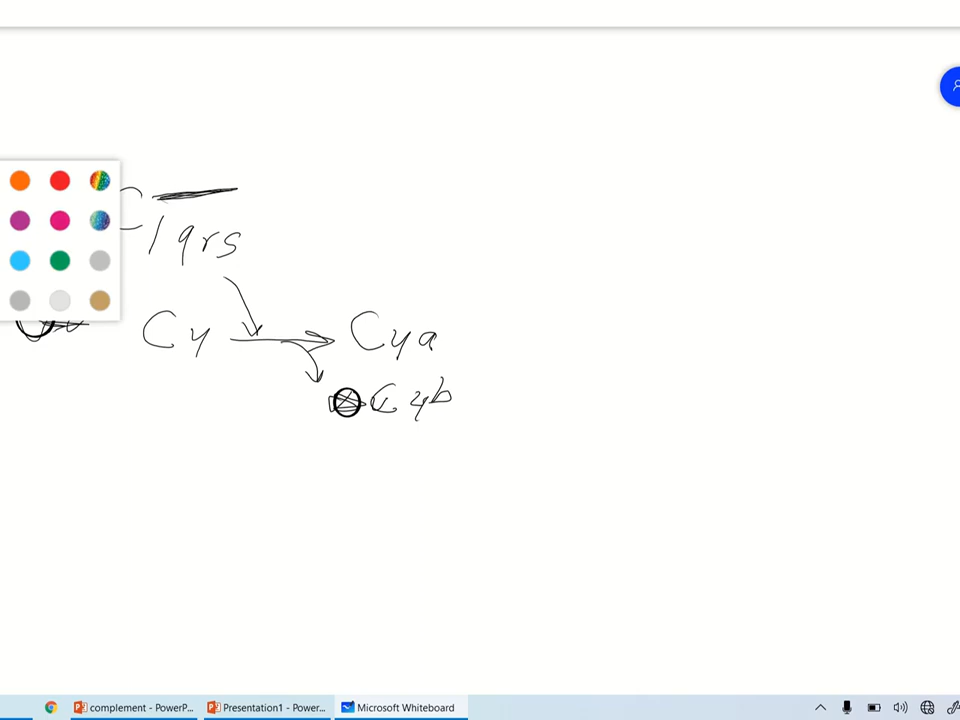 C1qrs
C4 C4a
C4b
complement - PowerP... Presentation1 - Power... Microsoft Whiteboard